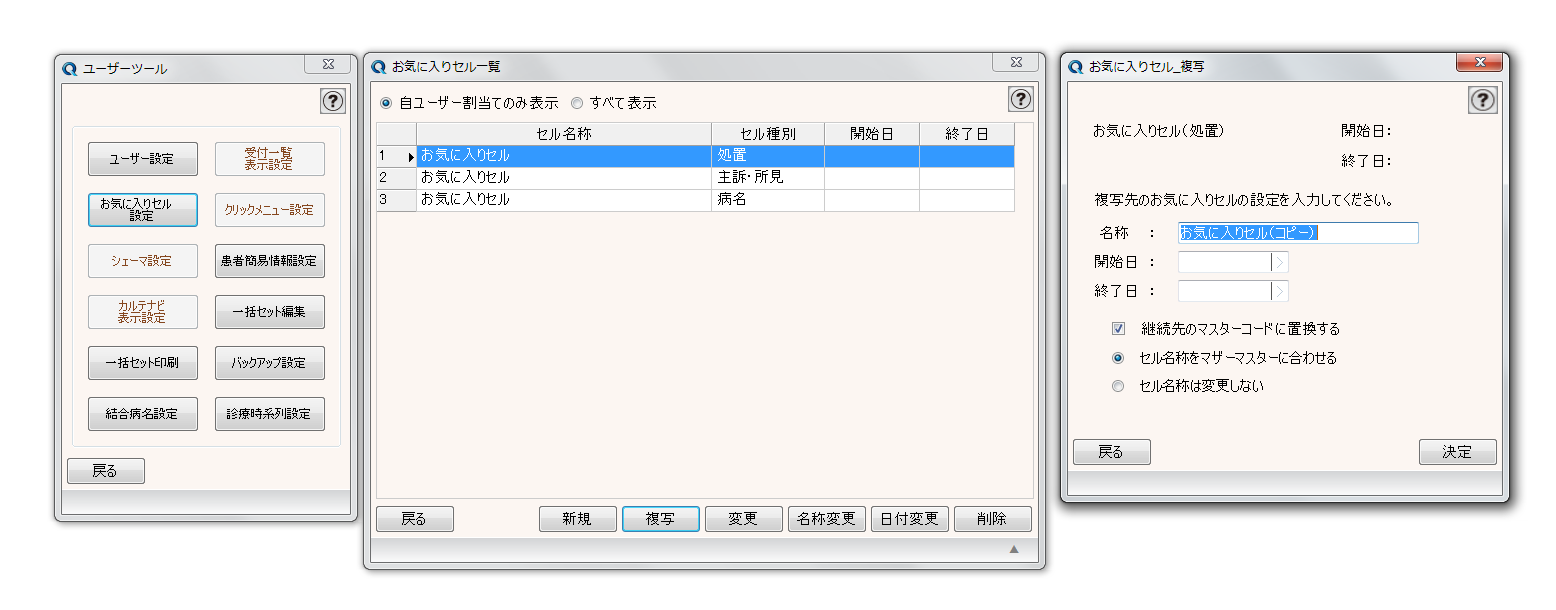 ユーザーツール
?
ユーザー設定
受付一覧
表示設定
お気に入りセル
設定
クリックメニュー設定
シェーマ設定
患者簡易情報設定
カルテナビ
表示設定
一括セット編集
一括セット印刷
バックアップ設定
結合病名設定
診療時系列設定
戻る
お気に入りセル一覧
?
自ユーザー割当てのみ表示 すべて表示
セル名称 セル種別 開始日 終了日
1 お気に入りセル 処置
2 お気に入りセル 主訴・所見
3 お気に入りセル 病名
戻る 新規 複写 変更 名称変更 日付変更 削除
お気に入りセル_複写
?
お気に入りセル(処置) 開始日:
終了日:
複写先のお気に入りセルの設定を入力してください。
名称 : お気に入りセル(コピー)
開始日 :
終了日 :
継続先のマスターコードに置換する
セル名称をマザーマスターに合わせる
セル名称は変更しない
戻る 決定